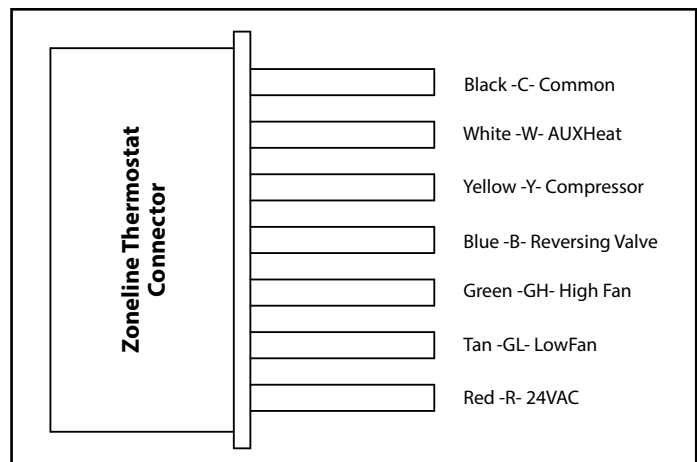 Zoneline Thermostat
Connector
Black -C- Common
White -W- AUXHeat
Yellow -Y- Compressor
Blue -B- Reversing Valve
Green -GH- High Fan
Tan -GL- LowFan
Red -R- 24VAC